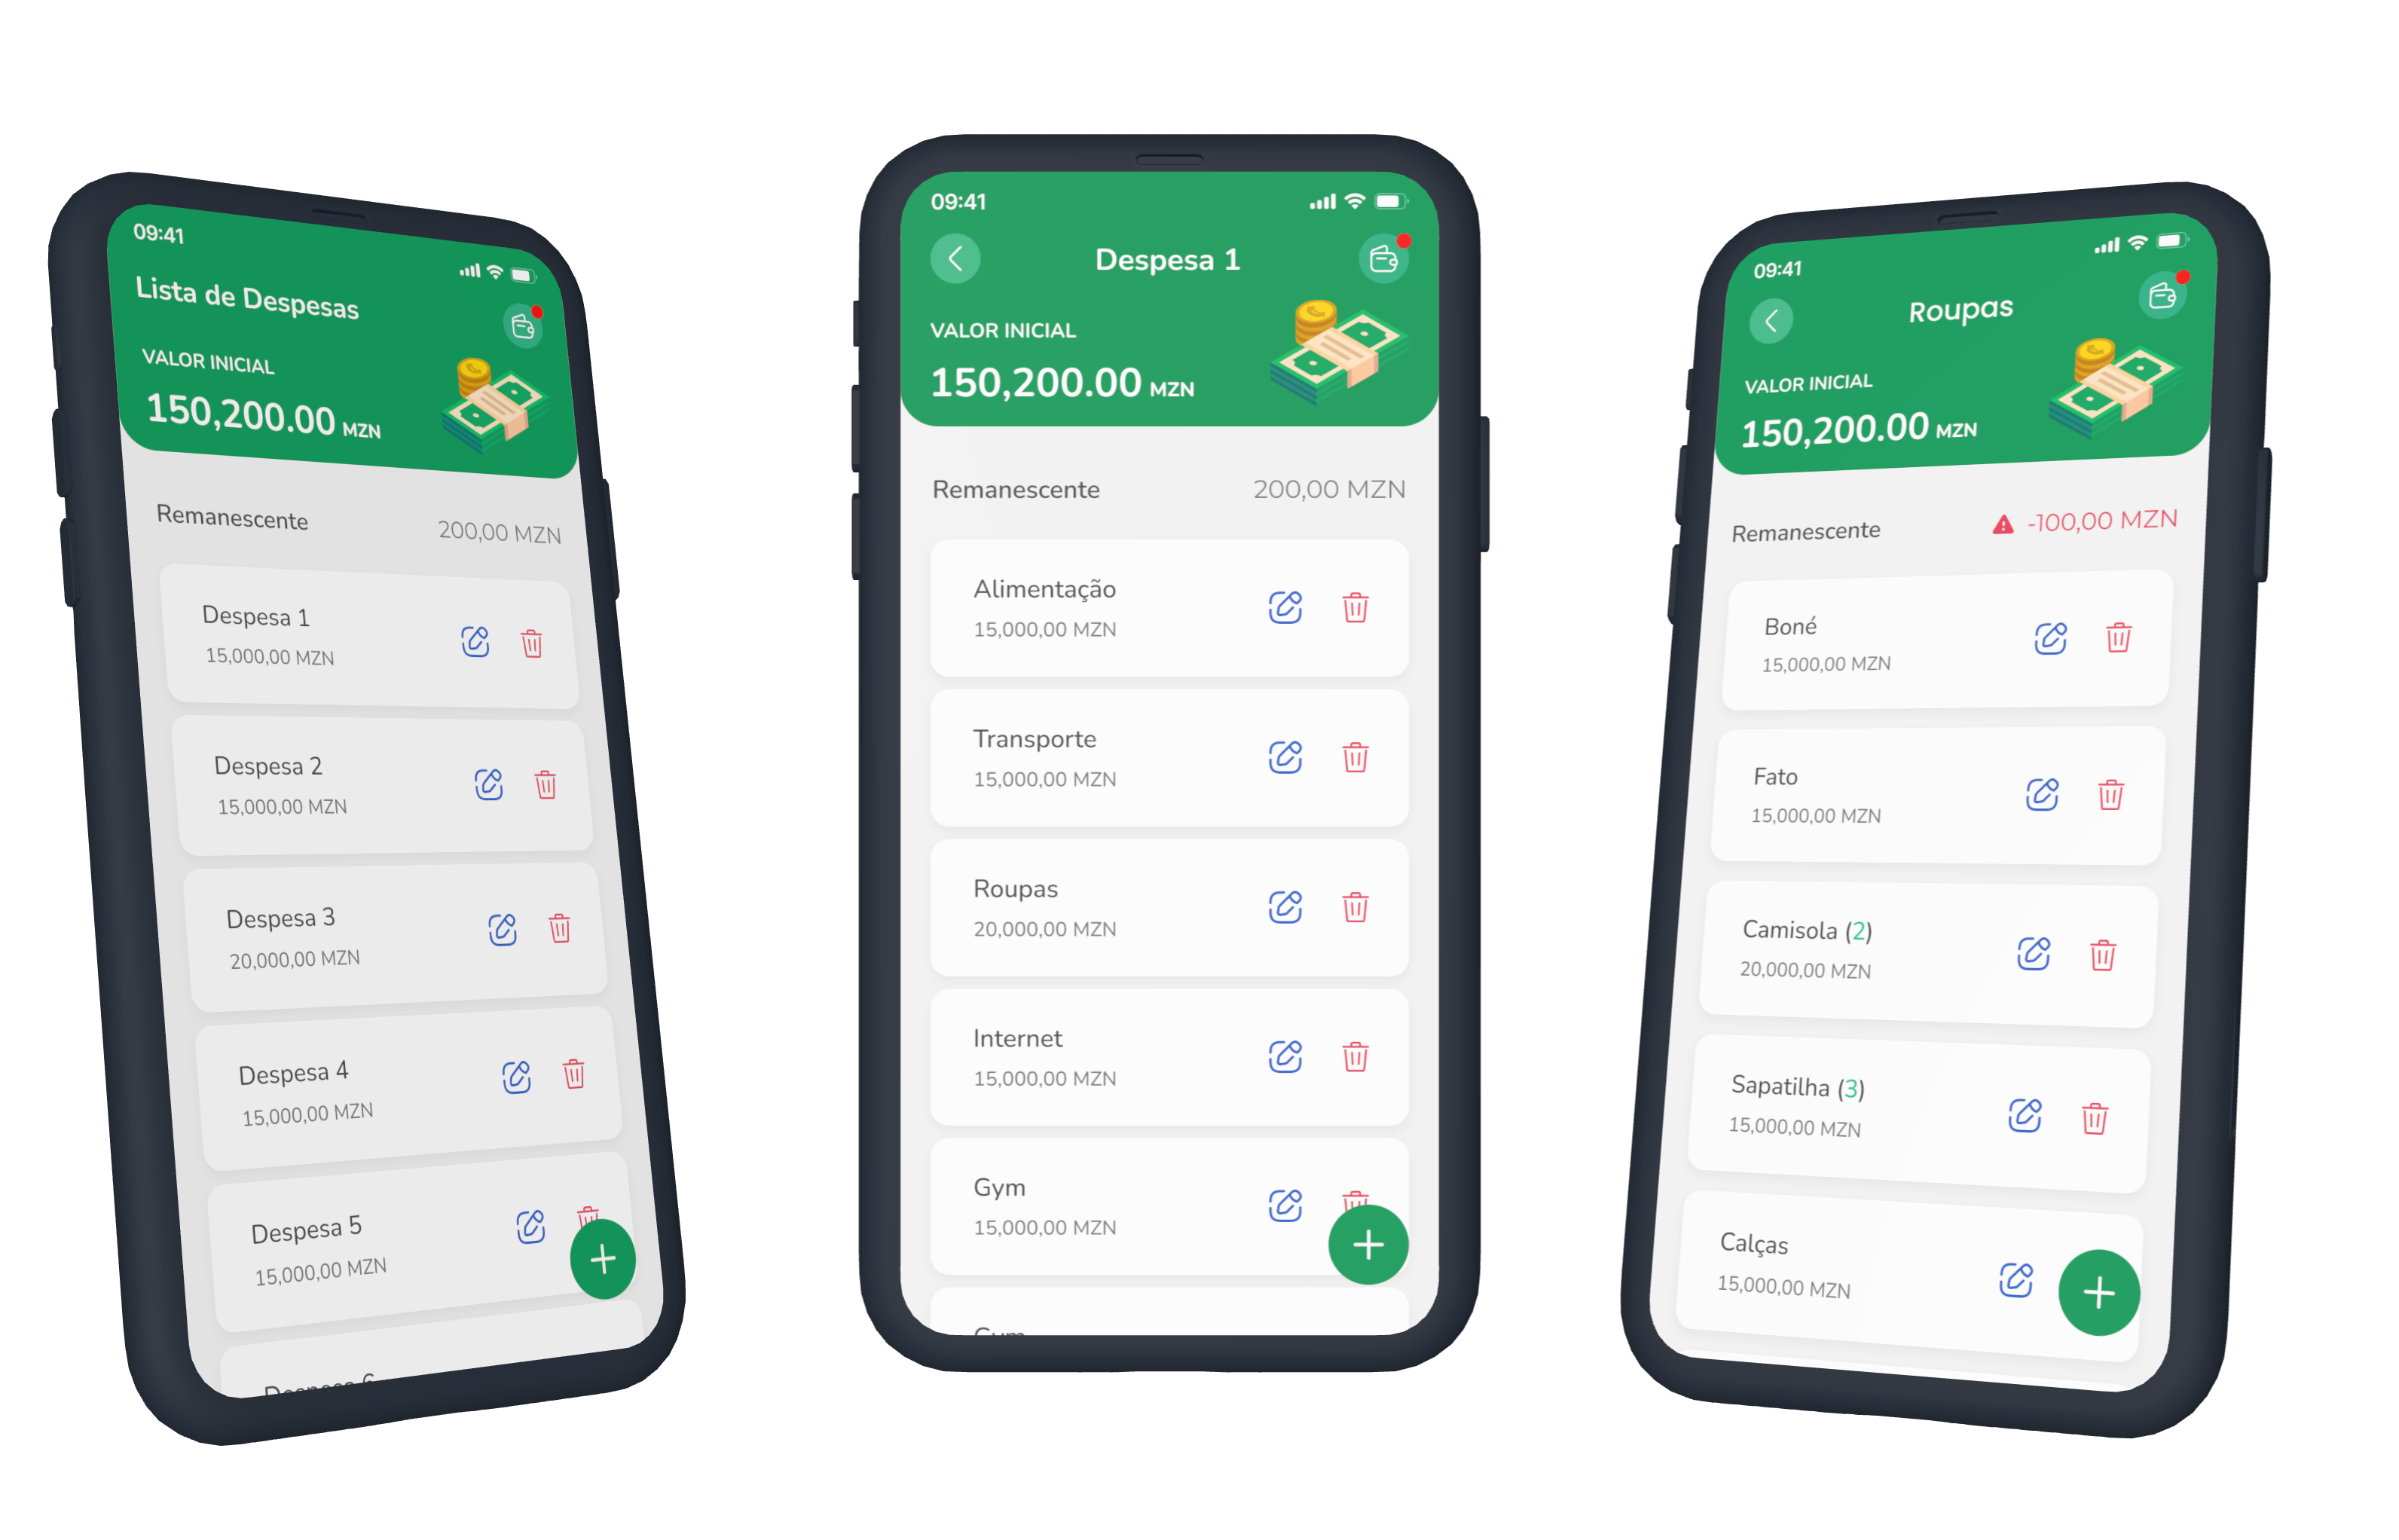 09:41
Lista de Despesas
VALOR INICIAL
150,200.00 MZN
Remanescente 200,00 MZN
Despesa 1
15,000,00 MZN
Despesa 2
15,000,00 MZN
Despesa 3
20,000,00 MZN
Despesa 4
15,000,00 MZN
Despesa 5
15,000,00 MZN
Despesa 6
09:41
Despesa 1
VALOR INICIAL
150,200.00 MZN
Remanescente 200,00 MZN
Alimentação
15,000,00 MZN
Transporte
15,000,00 MZN
Roupas
20,000,00 MZN
Internet
15,000,00 MZN
Gym
15,000,00 MZN
Gym
09:41
Roupas
VALOR INICIAL
150,200.00 MZN
Remanescente -100,00 MZN
Boné
15,000,00 MZN
Fato
15,000,00 MZN
Camisola (2)
20,000,00 MZN
Sapatilha (3)
15,000,00 MZN
Calças
15,000,00 MZN